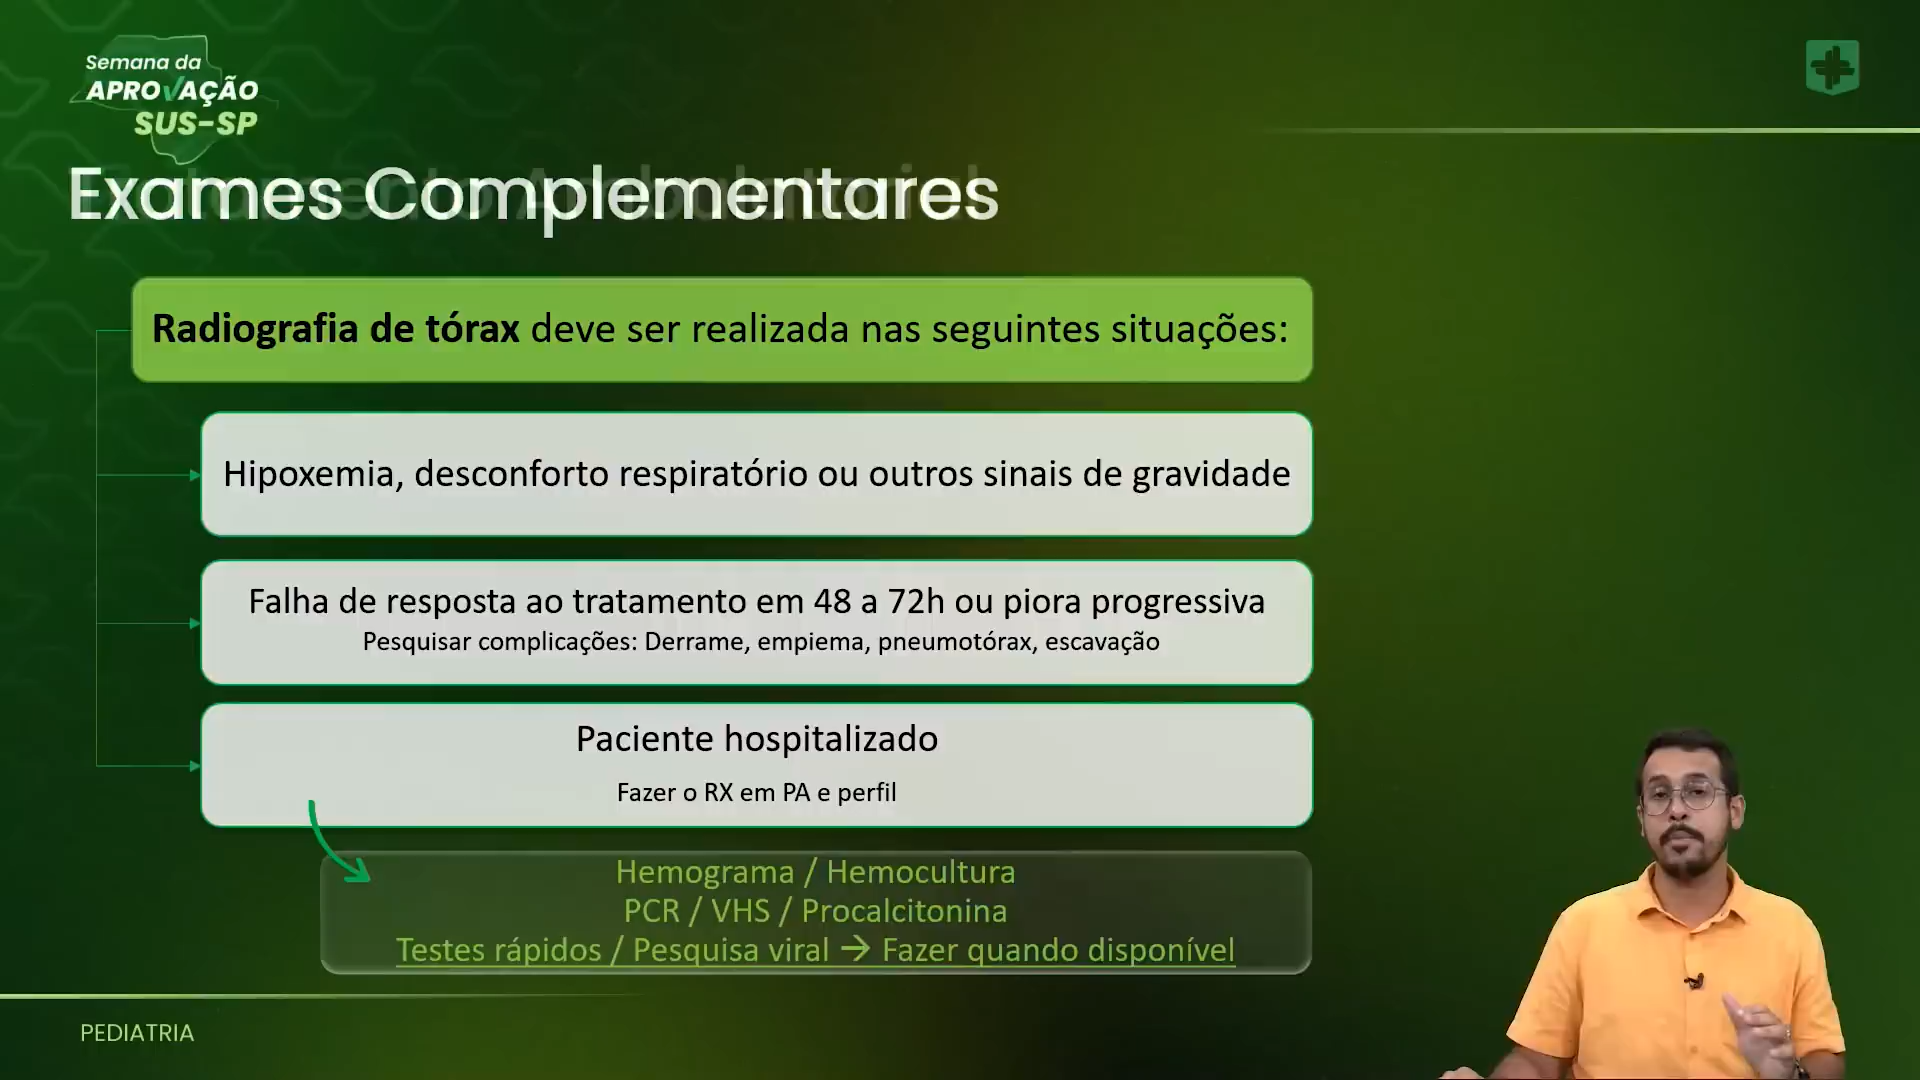 Semana da
APROVAÇÃO
SUS-SP
Exames Complementares
Radiografia de tórax deve ser realizada nas seguintes situações:
Hipoxemia, desconforto respiratório ou outros sinais de gravidade
Falha de resposta ao tratamento em 48 a 72h ou piora progressiva
Pesquisar complicações: Derrame, empiema, pneumotórax, escavação
Paciente hospitalizado
Fazer o RX em PA e perfil
Hemograma / Hemocultura
PCR / VHS / Procalcitonina
Testes rápidos / Pesquisa viral → Fazer quando disponível
PEDIATRIA